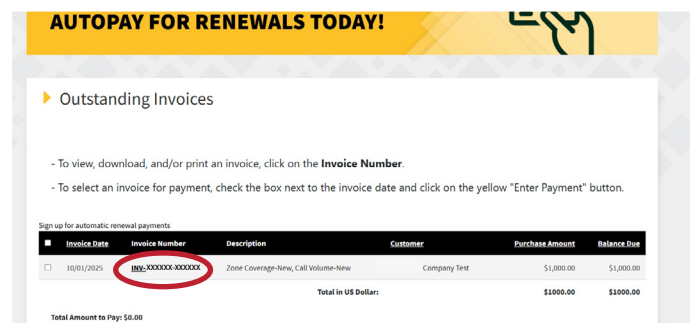 AUTOPAY FOR RENEWALS TODAY!
Outstanding Invoices
- To view, download, and/or print an invoice, click on the Invoice Number.
- To select an invoice for payment, check the box next to the invoice date and click on the yellow "Enter Payment" button.
Sign up for automatic renewal payments
Invoice Date Invoice Number Description Customer Purchase Amount Balance Due
10/01/2025 INV-XXXXXX-XXXXXX Zone Coverage-New, Call Volume-New Company Test $1,000.00 $1,000.00
Total in US Dollar: $1000.00 $1000.00
Total Amount to Pay: $0.00